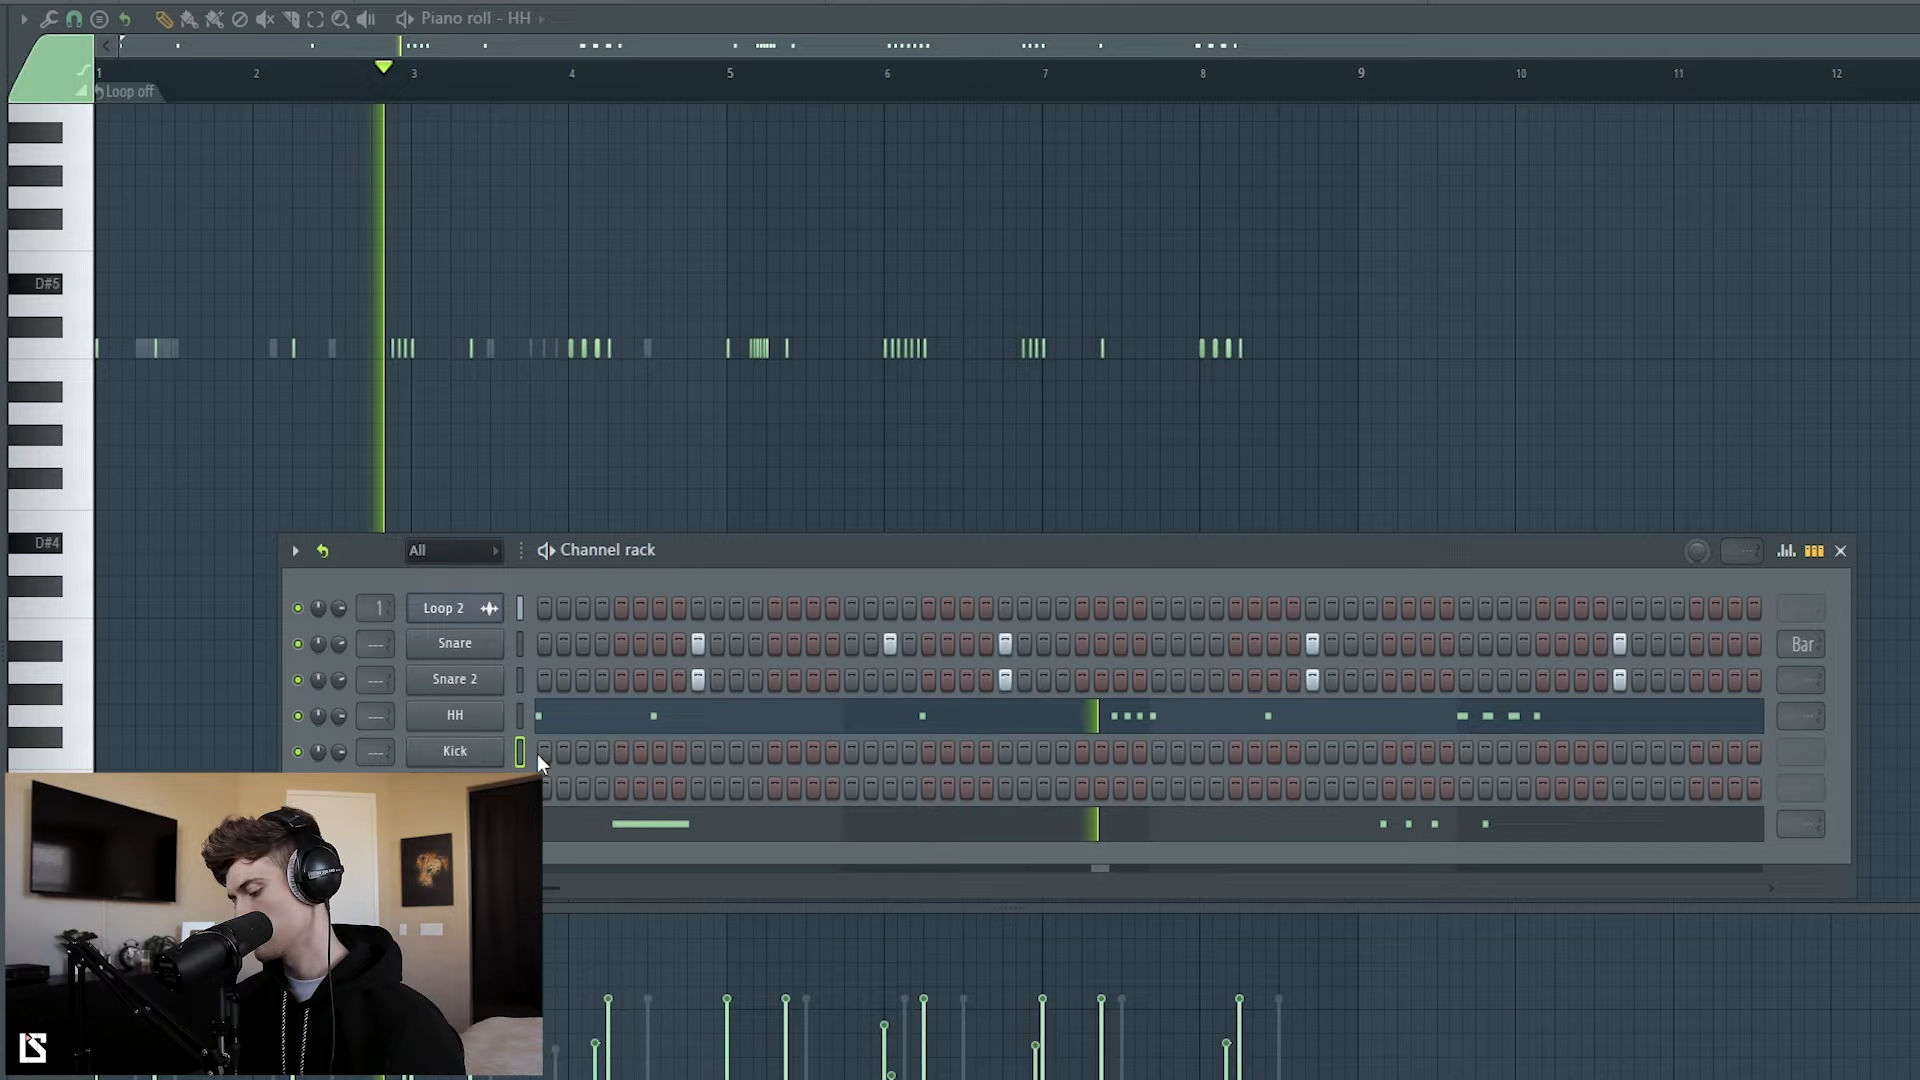 Piano roll - HH
1 2 3 4 5 6 7 8 9 10 11 12
Loop off
D#5
D#4
All
Channel rack
1 Loop 2
--- Snare Bar
--- Snare 2
--- HH
--- Kick
LS